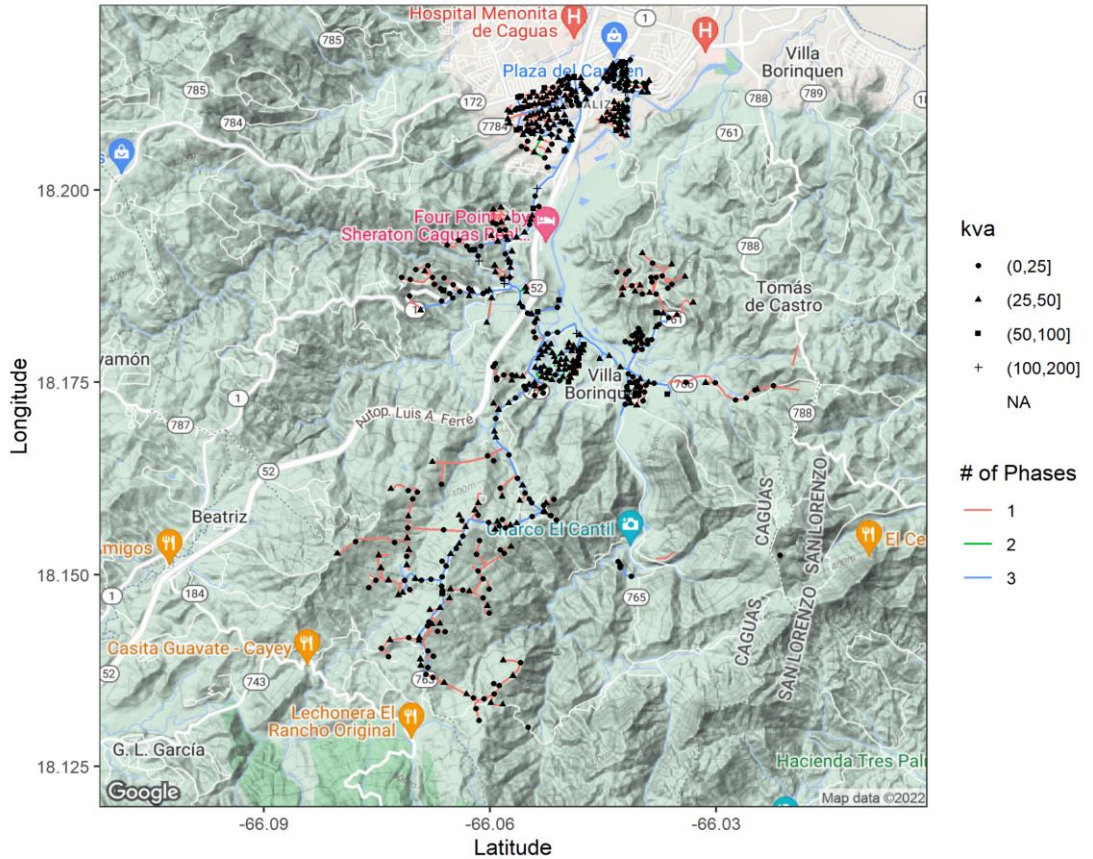 785
Hospital Menonita
de Caguas
1
Plaza del Carmen
Villa
Borinquen
785
172
788
789
784
7784
761
18.200
Four Points by
Sheraton Caguas Real...
788
kva
(0,25]
(25,50]
(50,100]
(100,200]
NA
52
Tomás
de Castro
1
vamón
18.175
Villa
Borinqu
766
1
788
787
Autop. Luis A. Ferré
Longitude
52
CAGUAS
SAN LORENZO
# of Phases
1
2
3
Beatriz
Charco El Cantil
Amigos
El Ce
18.150
1
184
765
CAGUAS
SAN LORENZO
Casita Guavate - Cayey
52
743
763
Lechonera El
Rancho Original
G. L. García
18.125
Hacienda Tres Pal
Google
Map data ©2022
-66.09
-66.06
-66.03
Latitude